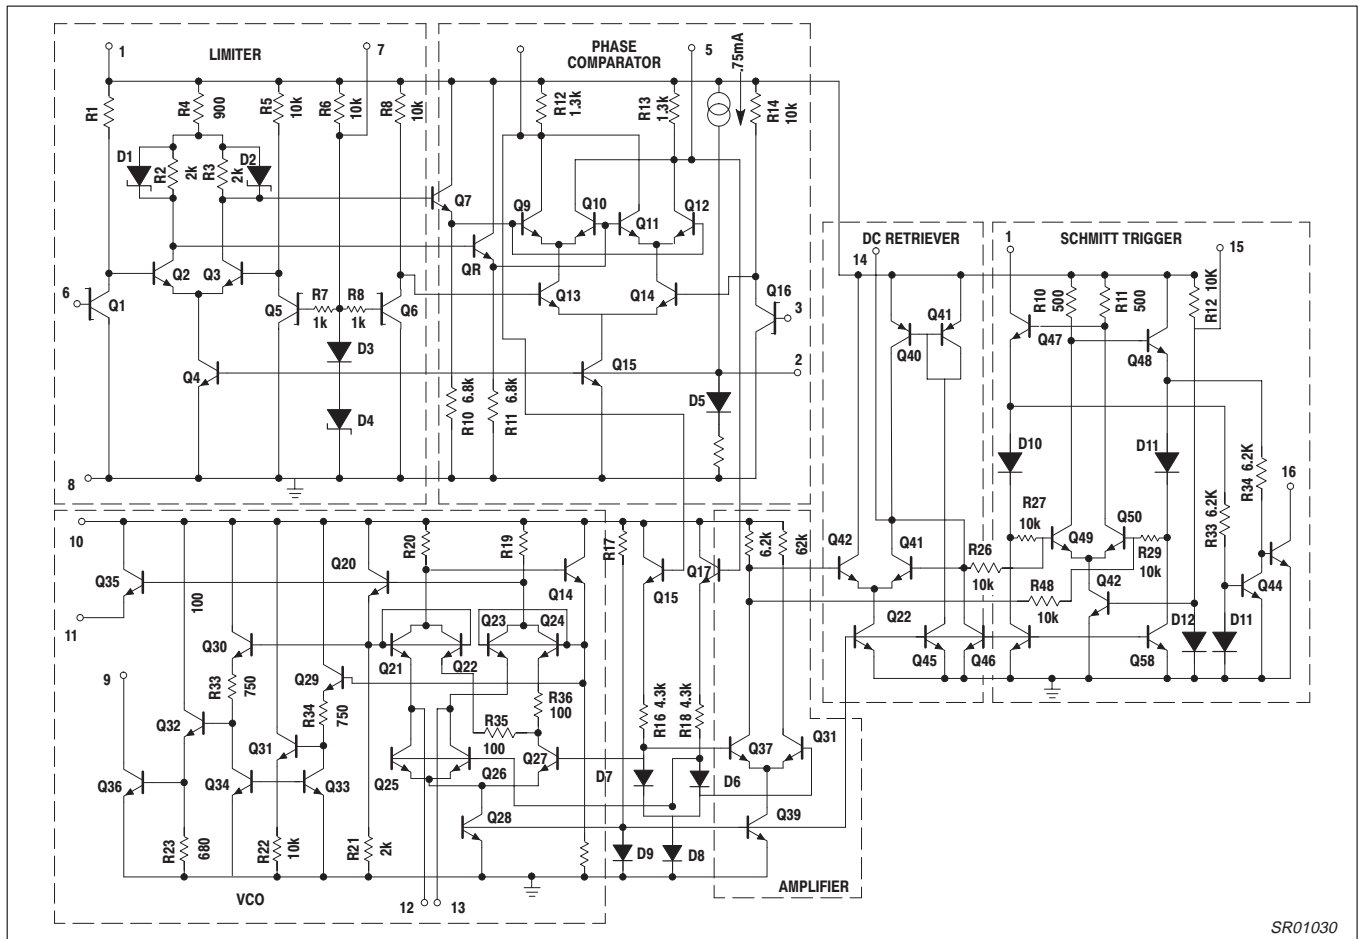 LIMITER
PHASE
COMPARATOR
1
7
5
.75mA
R1
R4
900
R5
10k
R6
10k
R8
10k
R12
1.3k
R13
1.3k
R14
10k
D1
R2
2k
R3
2k
D2
Q7
Q9
Q10
Q11
Q12
QR
Q2
Q3
6
Q1
Q5
R7
1k
R8
1k
Q6
Q13
Q14
Q16
3
D3
Q4
Q15
2
D4
R10 6.8k
R11 6.8k
D5
8
DC RETRIEVER
SCHMITT TRIGGER
14
1
15
R10
500
R11
500
R12 10K
Q41
Q40
Q47
Q48
D10
D11
R34 6.2K
16
R33 6.2K
R27
10k
Q50
Q49
R29
10k
Q42
Q41
R26
10k
R48
10k
Q42
Q44
D12
D11
Q22
Q45
Q46
Q58
10
R20
R19
R17
6.2k
62k
Q35
Q20
Q14
Q15
Q17
100
11
Q30
Q23
Q24
Q21
Q22
9
R33
750
Q29
R34
750
R36
100
R35
100
R16 4.3k
R18 4.3k
Q32
Q31
Q27
Q37
Q31
Q36
Q34
Q33
Q25
Q26
D7
D6
Q28
Q39
R23
680
R22
10k
R21
2k
D9
D8
VCO
12
13
AMPLIFIER
SR01030